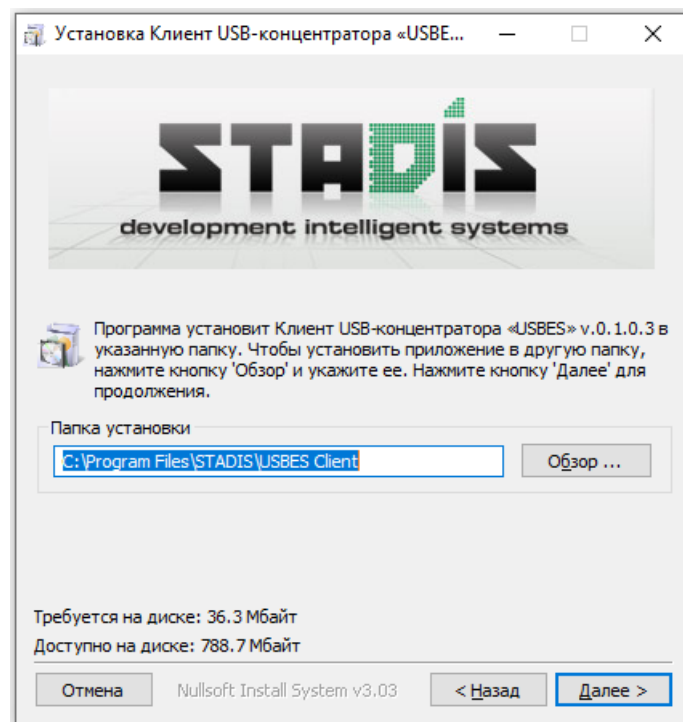 Установка Клиент USB-концентратора «USBE...
STADIS
development intelligent systems
Программа установит Клиент USB-концентратора «USBES» v.0.1.0.3 в
указанную папку. Чтобы установить приложение в другую папку,
нажмите кнопку 'Обзор' и укажите ее. Нажмите кнопку 'Далее' для
продолжения.
Папка установки
C:\Program Files\STADIS\USBES Client
Обзор ...
Требуется на диске: 36.3 Мбайт
Доступно на диске: 788.7 Мбайт
Отмена
Nullsoft Install System v3.03
< Назад
Далее >